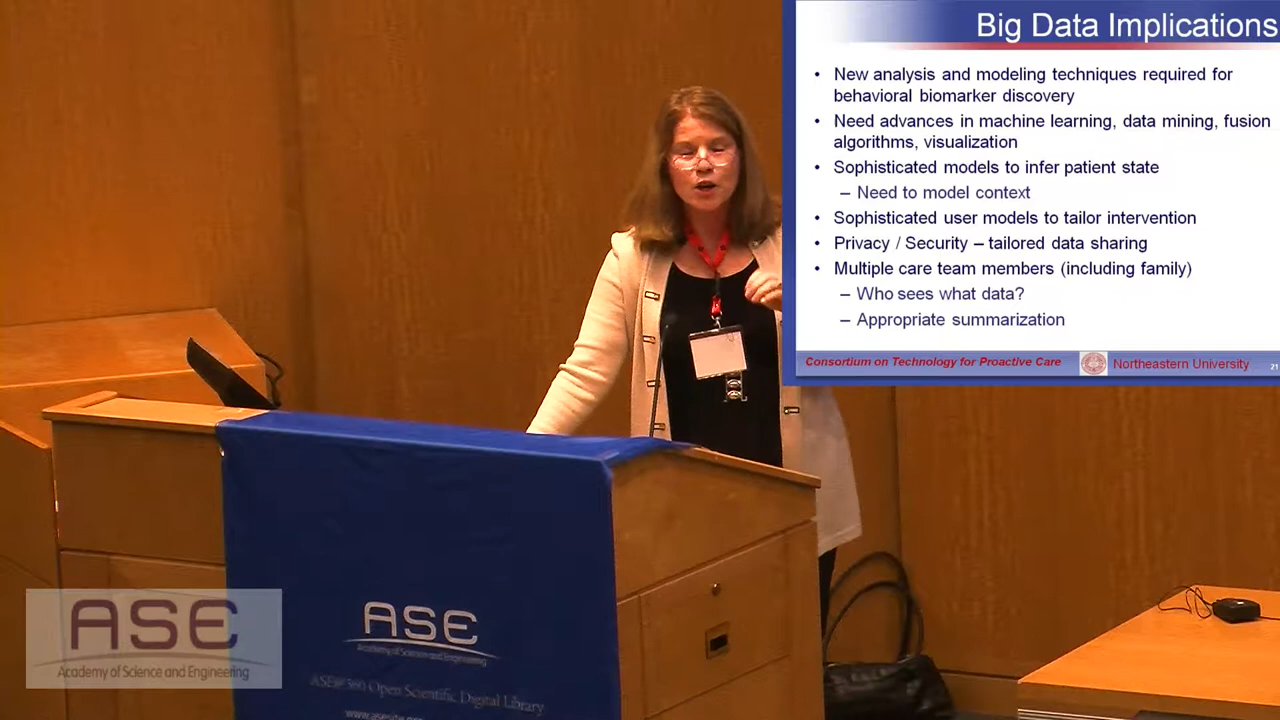 Big Data Implications
• New analysis and modeling techniques required for
behavioral biomarker discovery
• Need advances in machine learning, data mining, fusion
algorithms, visualization
• Sophisticated models to infer patient state
– Need to model context
• Sophisticated user models to tailor intervention
• Privacy / Security – tailored data sharing
• Multiple care team members (including family)
– Who sees what data?
– Appropriate summarization
Consortium on Technology for Proactive Care
Northeastern University
21
ASE
Academy of Science and Engineering
ASE
Academy of Science and Engineering
ASE@360 Open Scientific Digital Library